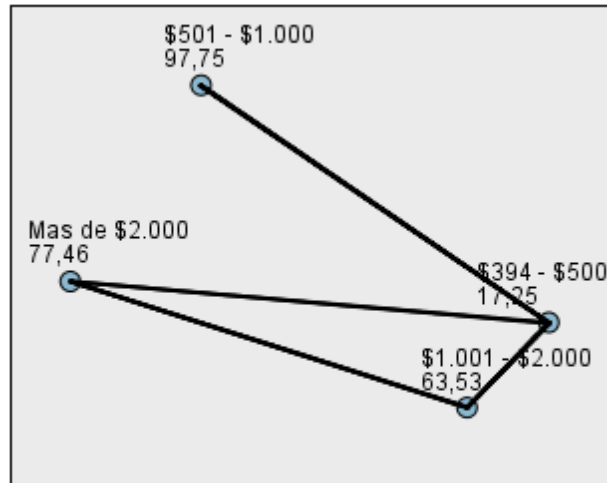 $501 - $1.000
97,75
Mas de $2.000
77,46
$394 - $500
17,25
$1.001 - $2.000
63,53